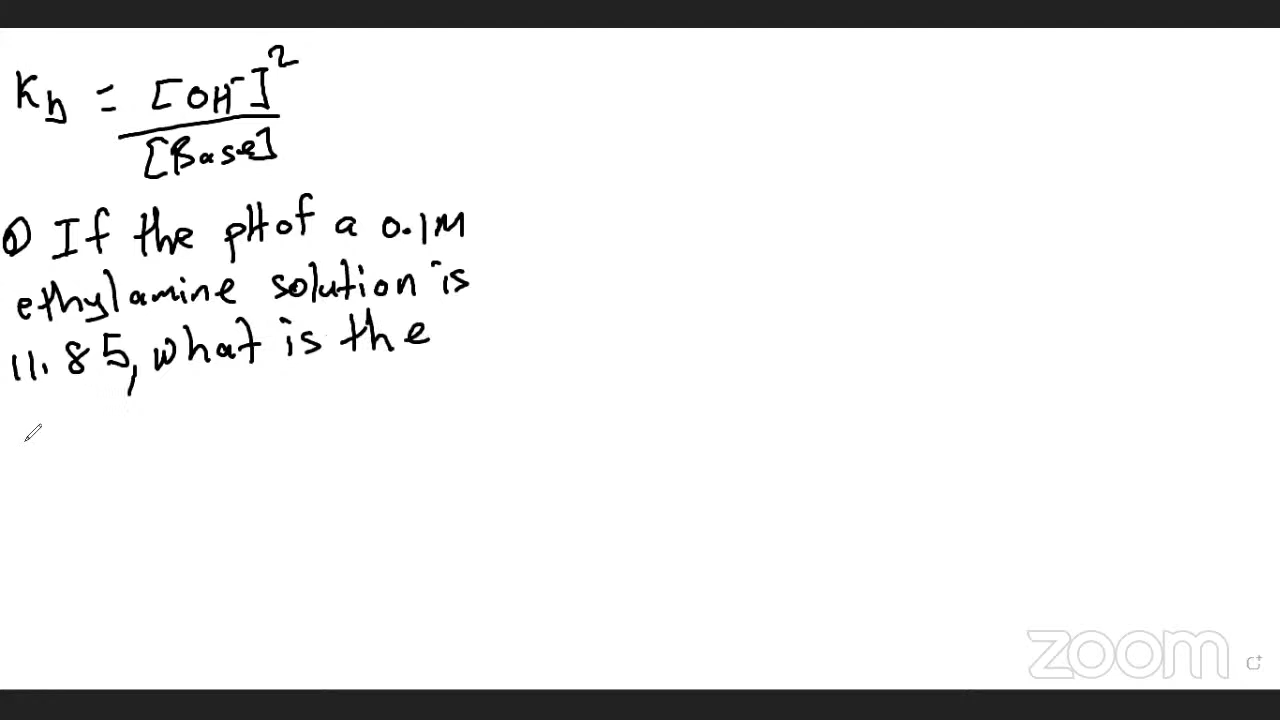 Kb = [OH⁻]²
[Base]
① If the pH of a 0.1M
ethylamine solution is
11.85, what is the
zoom